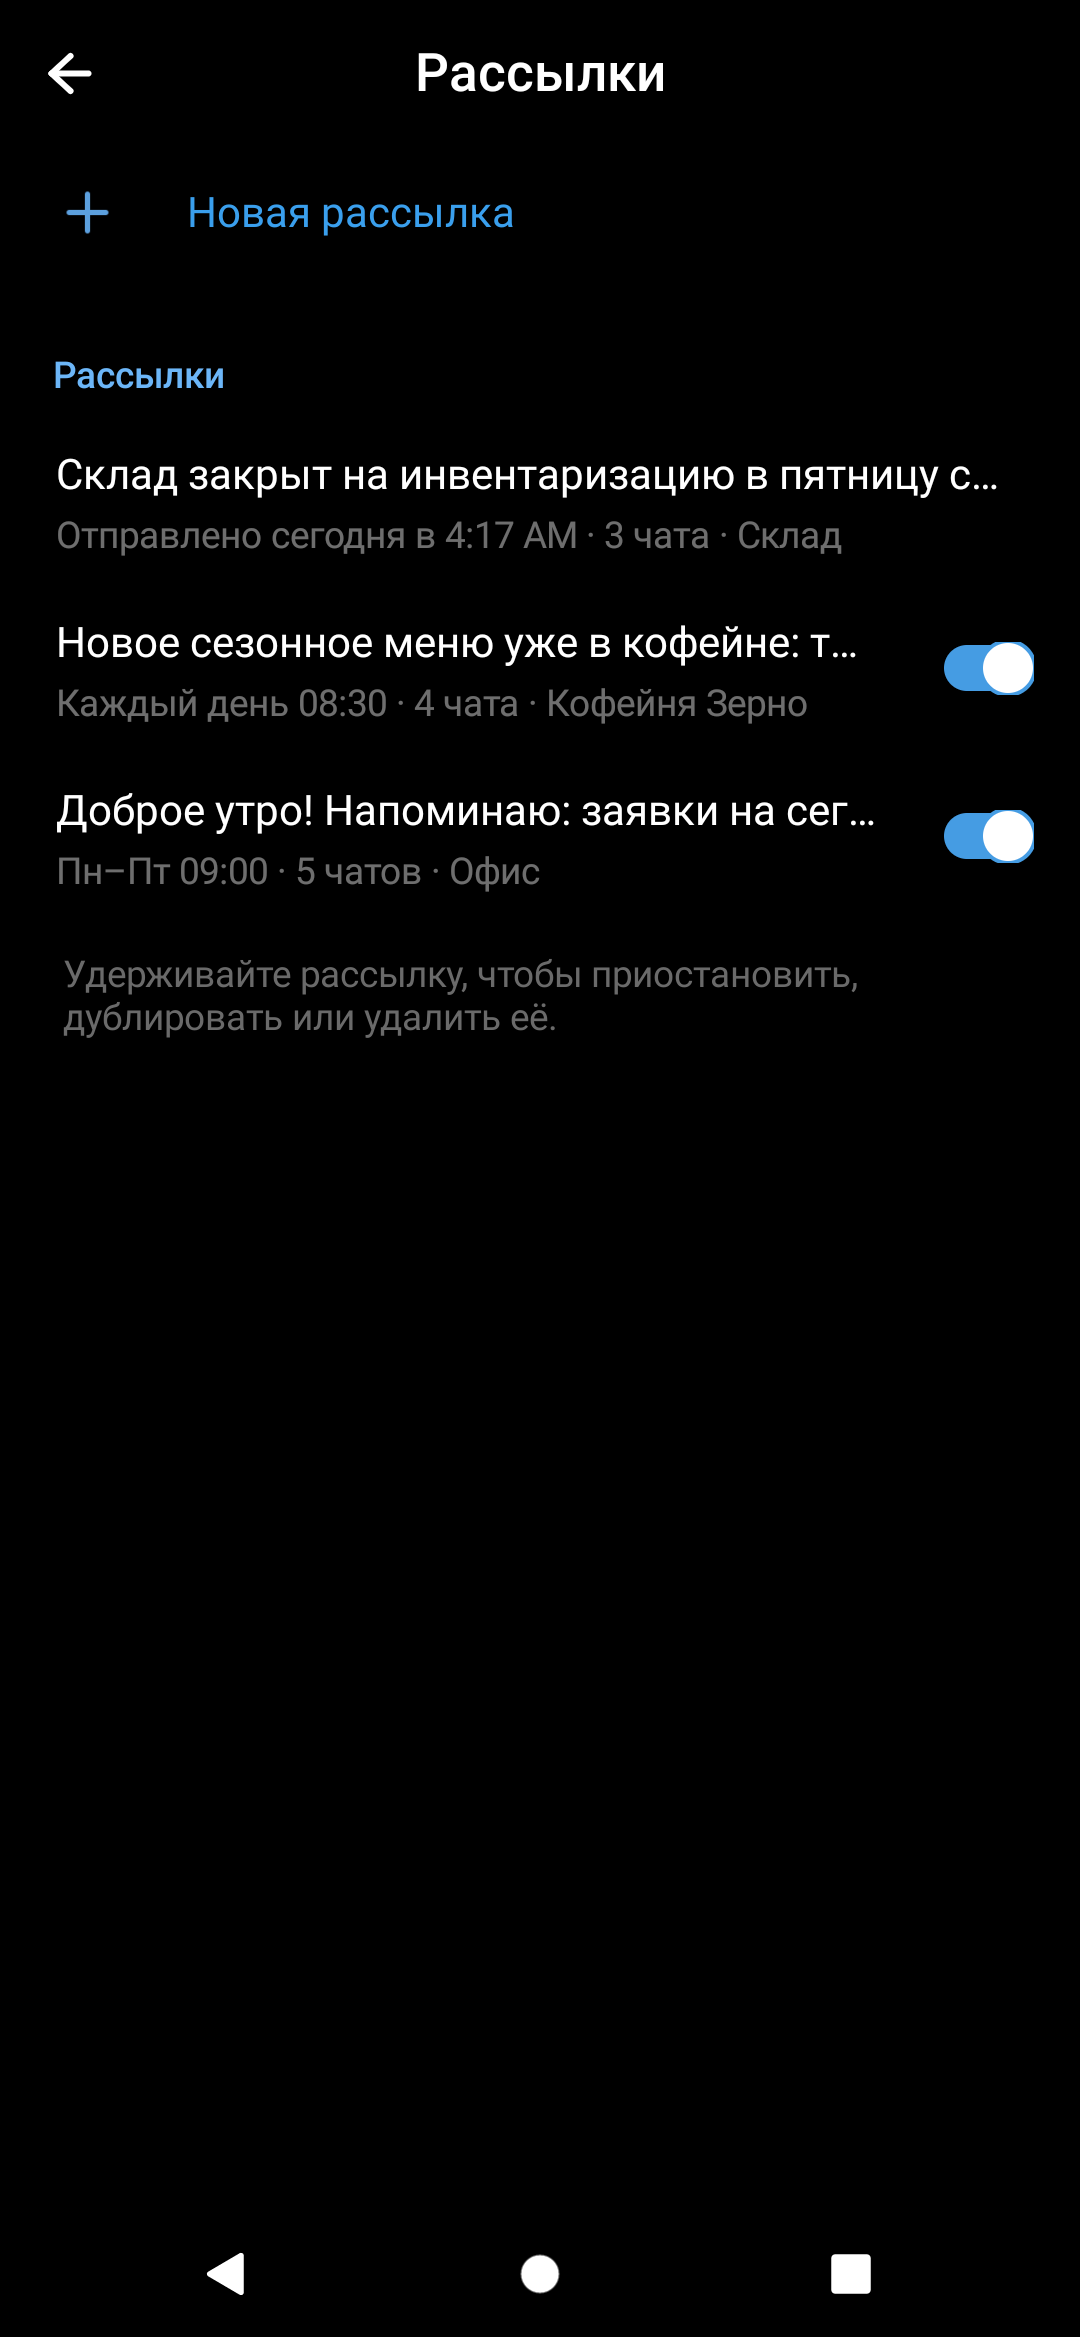 Рассылки
Новая рассылка
Рассылки
Склад закрыт на инвентаризацию в пятницу с...
Отправлено сегодня в 4:17 AM · 3 чата · Склад
Новое сезонное меню уже в кофейне: т...
Каждый день 08:30 · 4 чата · Кофейня Зерно
Доброе утро! Напоминаю: заявки на сег...
Пн–Пт 09:00 · 5 чатов · Офис
Удерживайте рассылку, чтобы приостановить,
дублировать или удалить её.